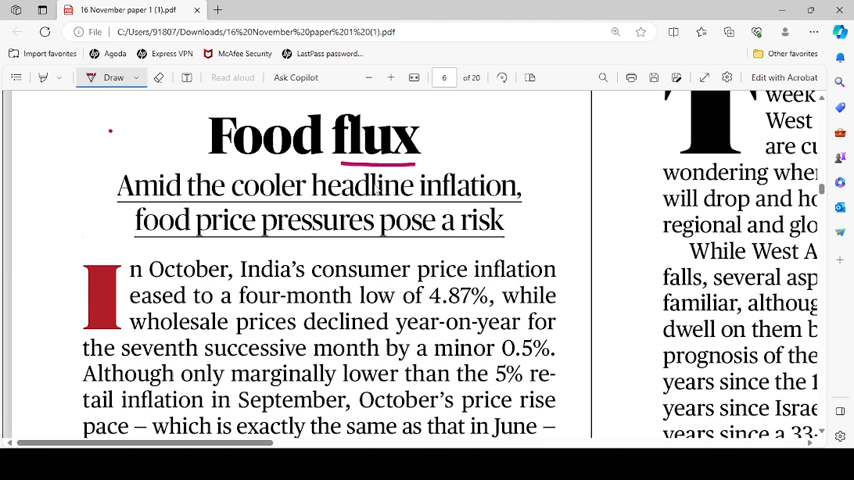 16 November paper 1 (1).pdf
File
C:/Users/91807/Downloads/16%20November%20paper%201%20(1).pdf
Import favorites
Agoda
Express VPN
McAfee Security
LastPass password...
Other favorites
Draw
Read aloud
Ask Copilot
6
of 20
Edit with Acrobat
Food flux
Amid the cooler headline inflation,
food price pressures pose a risk
In October, India’s consumer price inflation
eased to a four-month low of 4.87%, while
wholesale prices declined year-on-year for
the seventh successive month by a minor 0.5%.
Although only marginally lower than the 5% re-
tail inflation in September, October’s price rise
pace — which is exactly the same as that in June —
T
week
West
are cu
wondering when
will drop and ho
regional and glo
While West A
falls, several asp
familiar, althoug
dwell on them b
prognosis of the
years since the 1
years since Israe
years since a 33-